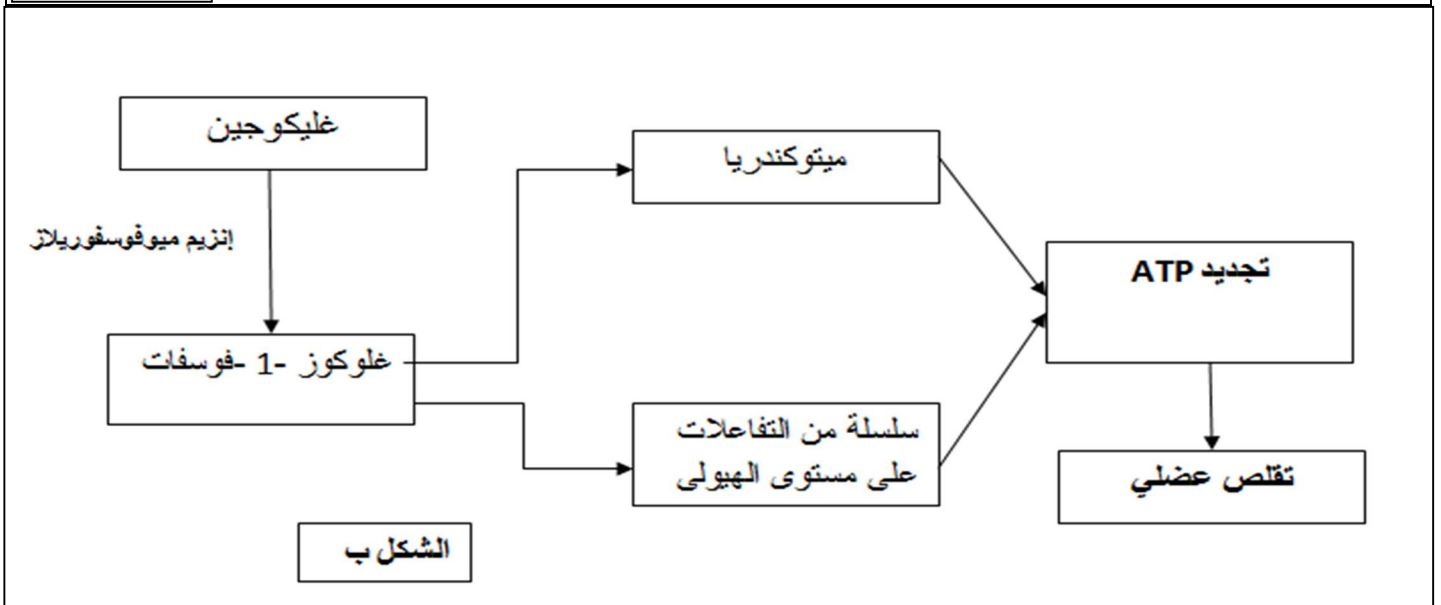 غليكوجين
إنزيم ميوفوسفوريلاز
غلوكوز -1 -فوسفات
ميتوكندريا
سلسلة من التفاعلات
على مستوى الهيولى
تجديد ATP
تقلص عضلي
الشكل ب